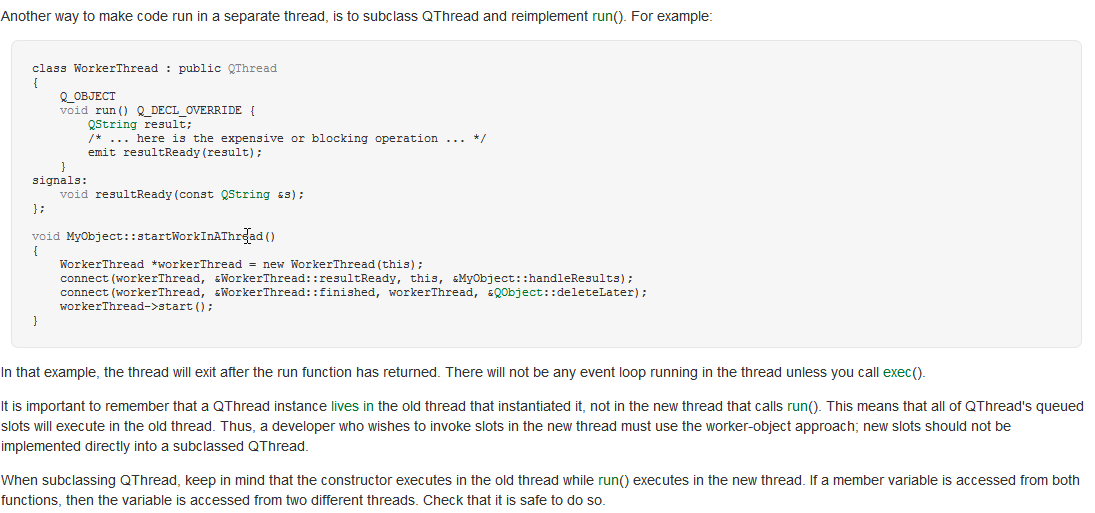 Another way to make code run in a separate thread, is to subclass QThread and reimplement run(). For example:
class WorkerThread : public QThread
{
    Q_OBJECT
    void run() Q_DECL_OVERRIDE {
        QString result;
        /* ... here is the expensive or blocking operation ... */
        emit resultReady(result);
    }
signals:
    void resultReady(const QString &s);
};
void MyObject::startWorkInAThread()
{
    WorkerThread *workerThread = new WorkerThread(this);
    connect(workerThread, &WorkerThread::resultReady, this, &MyObject::handleResults);
    connect(workerThread, &WorkerThread::finished, workerThread, &QObject::deleteLater);
    workerThread->start();
}
In that example, the thread will exit after the run function has returned. There will not be any event loop running in the thread unless you call exec().
It is important to remember that a QThread instance lives in the old thread that instantiated it, not in the new thread that calls run(). This means that all of QThread's queued
slots will execute in the old thread. Thus, a developer who wishes to invoke slots in the new thread must use the worker-object approach; new slots should not be
implemented directly into a subclassed QThread.
When subclassing QThread, keep in mind that the constructor executes in the old thread while run() executes in the new thread. If a member variable is accessed from both
functions, then the variable is accessed from two different threads. Check that it is safe to do so.